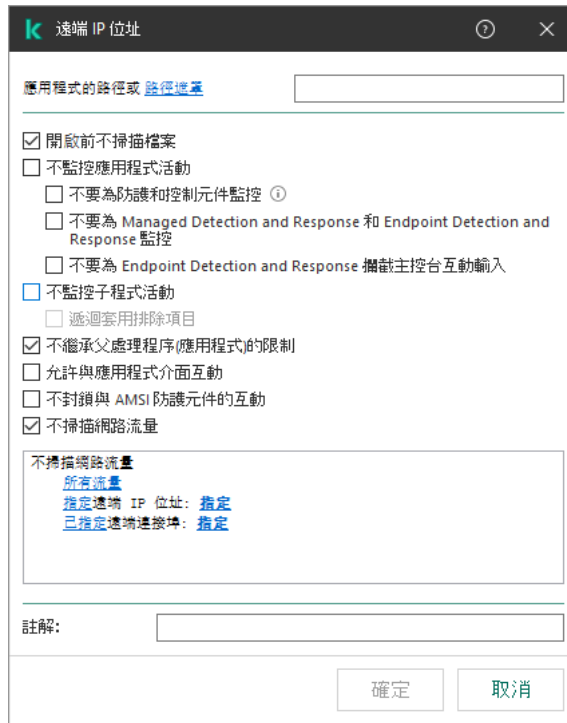 遠端 IP 位址
應用程式的路徑或 路徑遮罩
開啟前不掃描檔案
不監控應用程式活動
不要為防護和控制元件監控
不要為 Managed Detection and Response 和 Endpoint Detection and
Response 監控
不要為 Endpoint Detection and Response 攔截主控台互動輸入
不監控子程式活動
遞迴套用排除項目
不繼承父處理程序(應用程式)的限制
允許與應用程式介面互動
不封鎖與 AMSI 防護元件的互動
不掃描網路流量
不掃描網路流量
所有流量
指定遠端 IP 位址: 指定
已指定遠端連接埠: 指定
註解:
確定
取消